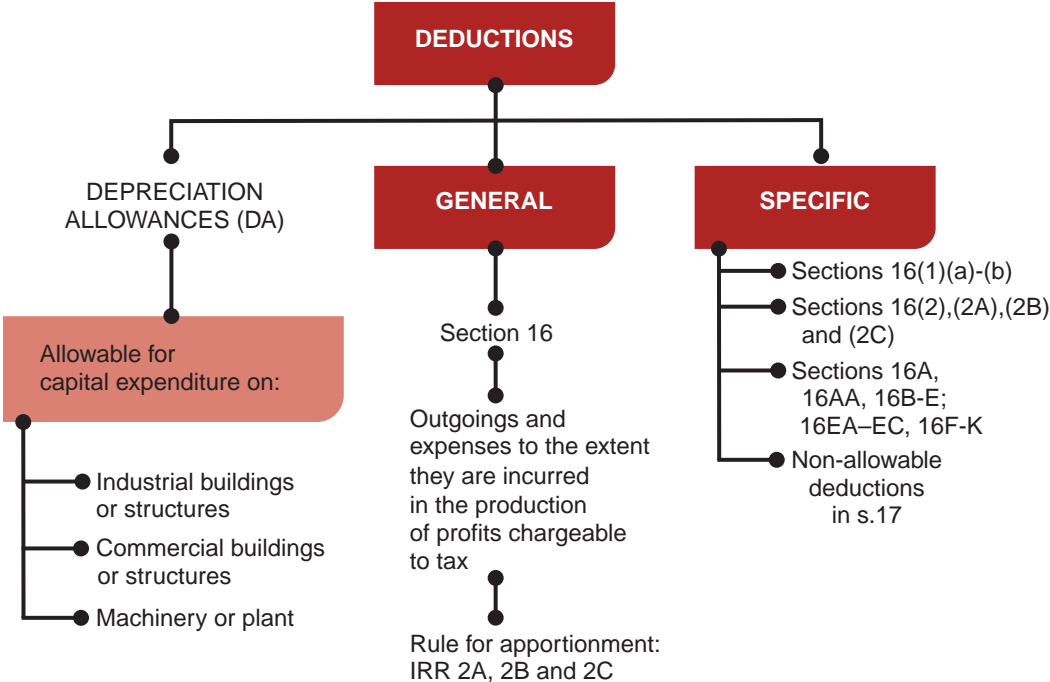 DEDUCTIONS
DEPRECIATION
ALLOWANCES (DA)
Allowable for
capital expenditure on:
Industrial buildings
or structures
Commercial buildings
or structures
Machinery or plant
GENERAL
Section 16
Outgoings and
expenses to the extent
they are incurred
in the production
of profits chargeable
to tax
Rule for apportionment:
IRR 2A, 2B and 2C
SPECIFIC
Sections 16(1)(a)-(b)
Sections 16(2),(2A),(2B)
and (2C)
Sections 16A,
16AA, 16B-E;
16EA–EC, 16F-K
Non-allowable
deductions
in s.17